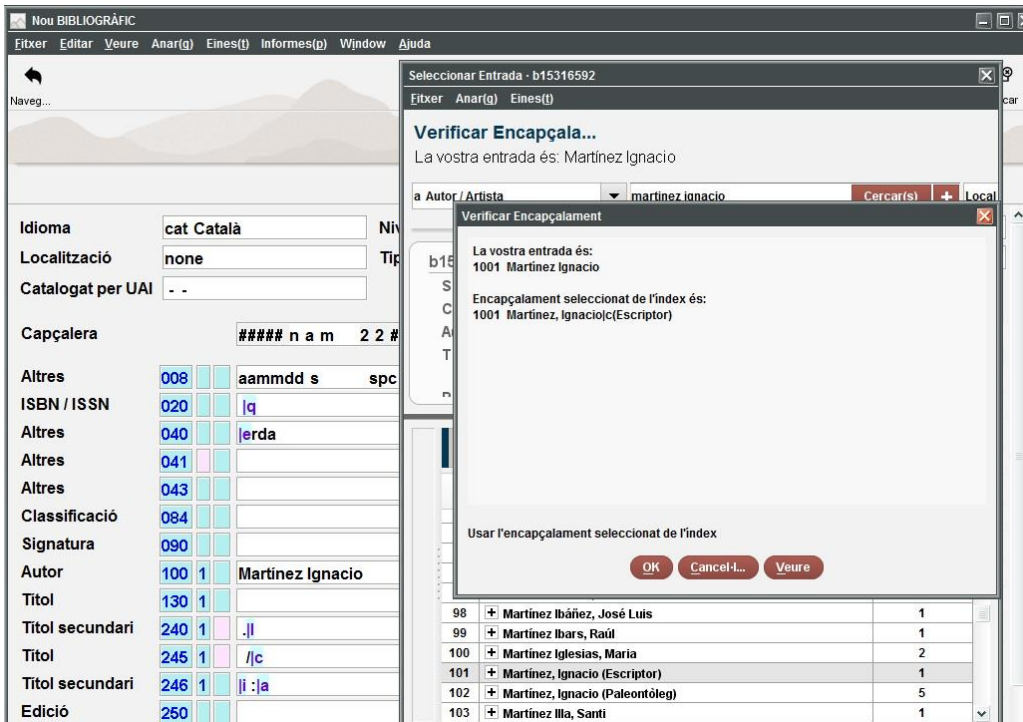 Nou BIBLIOGRÀFIC
Fitxer Editar Veure Anar(g) Eines(t) Informes(p) Window Ajuda
Naveg...
Idioma cat Català
Localització none
Catalogat per UAI - -
Capçalera ##### n a m 2 2 #
Altres 008 aammdd s spc
ISBN / ISSN 020 |q
Altres 040 |erda
Altres 041
Altres 043
Classificació 084
Signatura 090
Autor 100 1 Martínez Ignacio
Títol 130 1
Títol secundari 240 1 .|l
Títol 245 1 /|c
Títol secundari 246 1 |i :|a
Edició 250
Seleccionar Entrada - b15316592
Fitxer Anar(g) Eines(t)
Verificar Encapçala...
La vostra entrada és: Martínez Ignacio
a Autor / Artista martinez ignacio Cercar(s) + Local
Verificar Encapçalament
La vostra entrada és:
1001 Martínez Ignacio
Encapçalament seleccionat de l'índex és:
1001 Martínez, Ignacio|c(Escriptor)
Usar l'encapçalament seleccionat de l'índex
OK Cancel·l... Veure
98 + Martínez Ibáñez, José Luis 1
99 + Martínez Ibars, Raúl 1
100 + Martínez Iglesias, Maria 2
101 + Martínez, Ignacio (Escriptor) 1
102 + Martínez, Ignacio (Paleontòleg) 5
103 + Martínez Illa, Santi 1